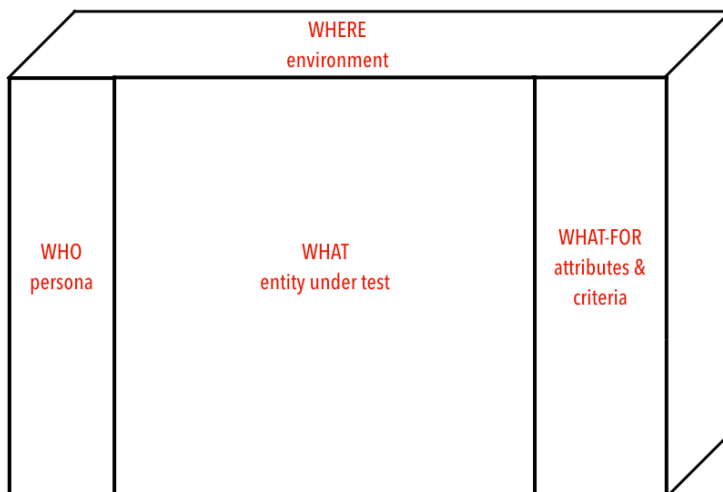 WHERE
environment
WHO
persona
WHAT
entity under test
WHAT-FOR
attributes &
criteria